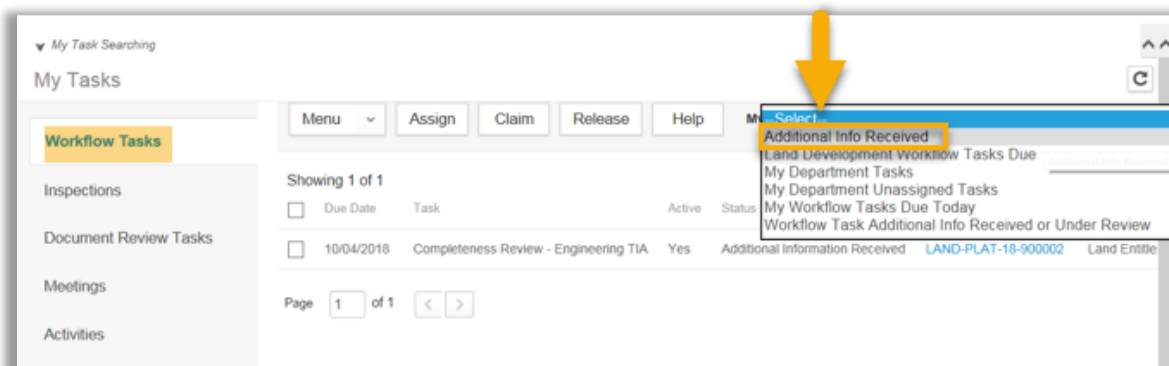 My Task Searching
My Tasks
Workflow Tasks
Inspections
Document Review Tasks
Meetings
Activities
Menu Assign Claim Release Help My
--Select--
Additional Info Received
Land Development Workflow Tasks Due
My Department Tasks
My Department Unassigned Tasks
My Workflow Tasks Due Today
Workflow Task Additional Info Received or Under Review
Additional Info Received
Showing 1 of 1
Due Date Task Active Status
10/04/2018 Completeness Review - Engineering TIA Yes Additional Information Received LAND-PLAT-18-900002 Land Entitle
Page 1 of 1